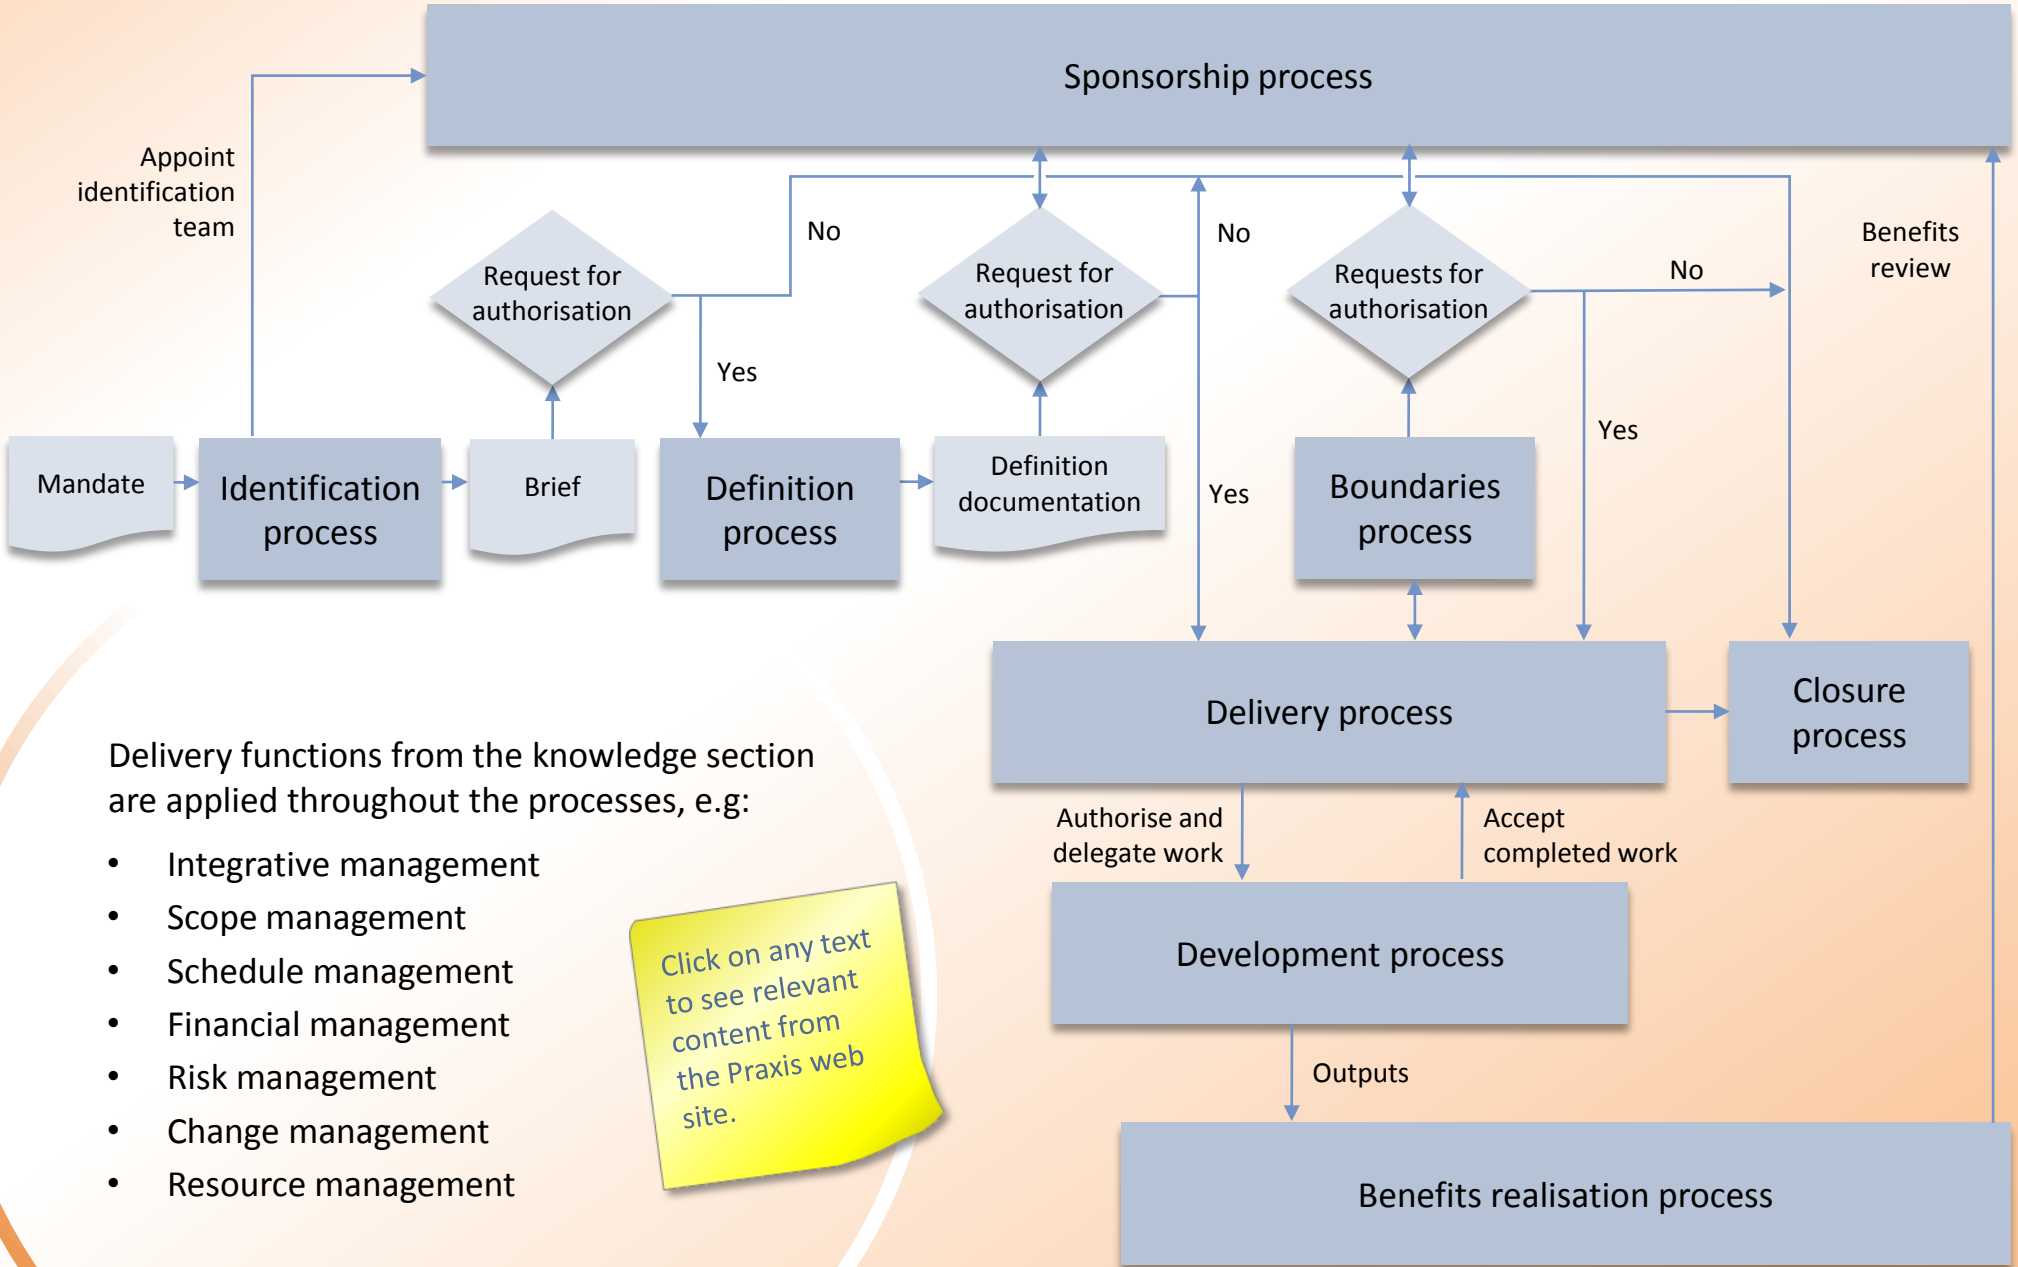 Sponsorship process
Appoint
identification
team
No
No
No
Benefits
review
Request for
authorisation
Request for
authorisation
Requests for
authorisation
Yes
Yes
Yes
Mandate
Identification
process
Brief
Definition
process
Definition
documentation
Boundaries
process
Delivery process
Closure
process
Authorise and
delegate work
Accept
completed work
Development process
Outputs
Benefits realisation process
Delivery functions from the knowledge section
are applied throughout the processes, e.g:
• Integrative management
• Scope management
• Schedule management
• Financial management
• Risk management
• Change management
• Resource management
Click on any text
to see relevant
content from
the Praxis web
site.